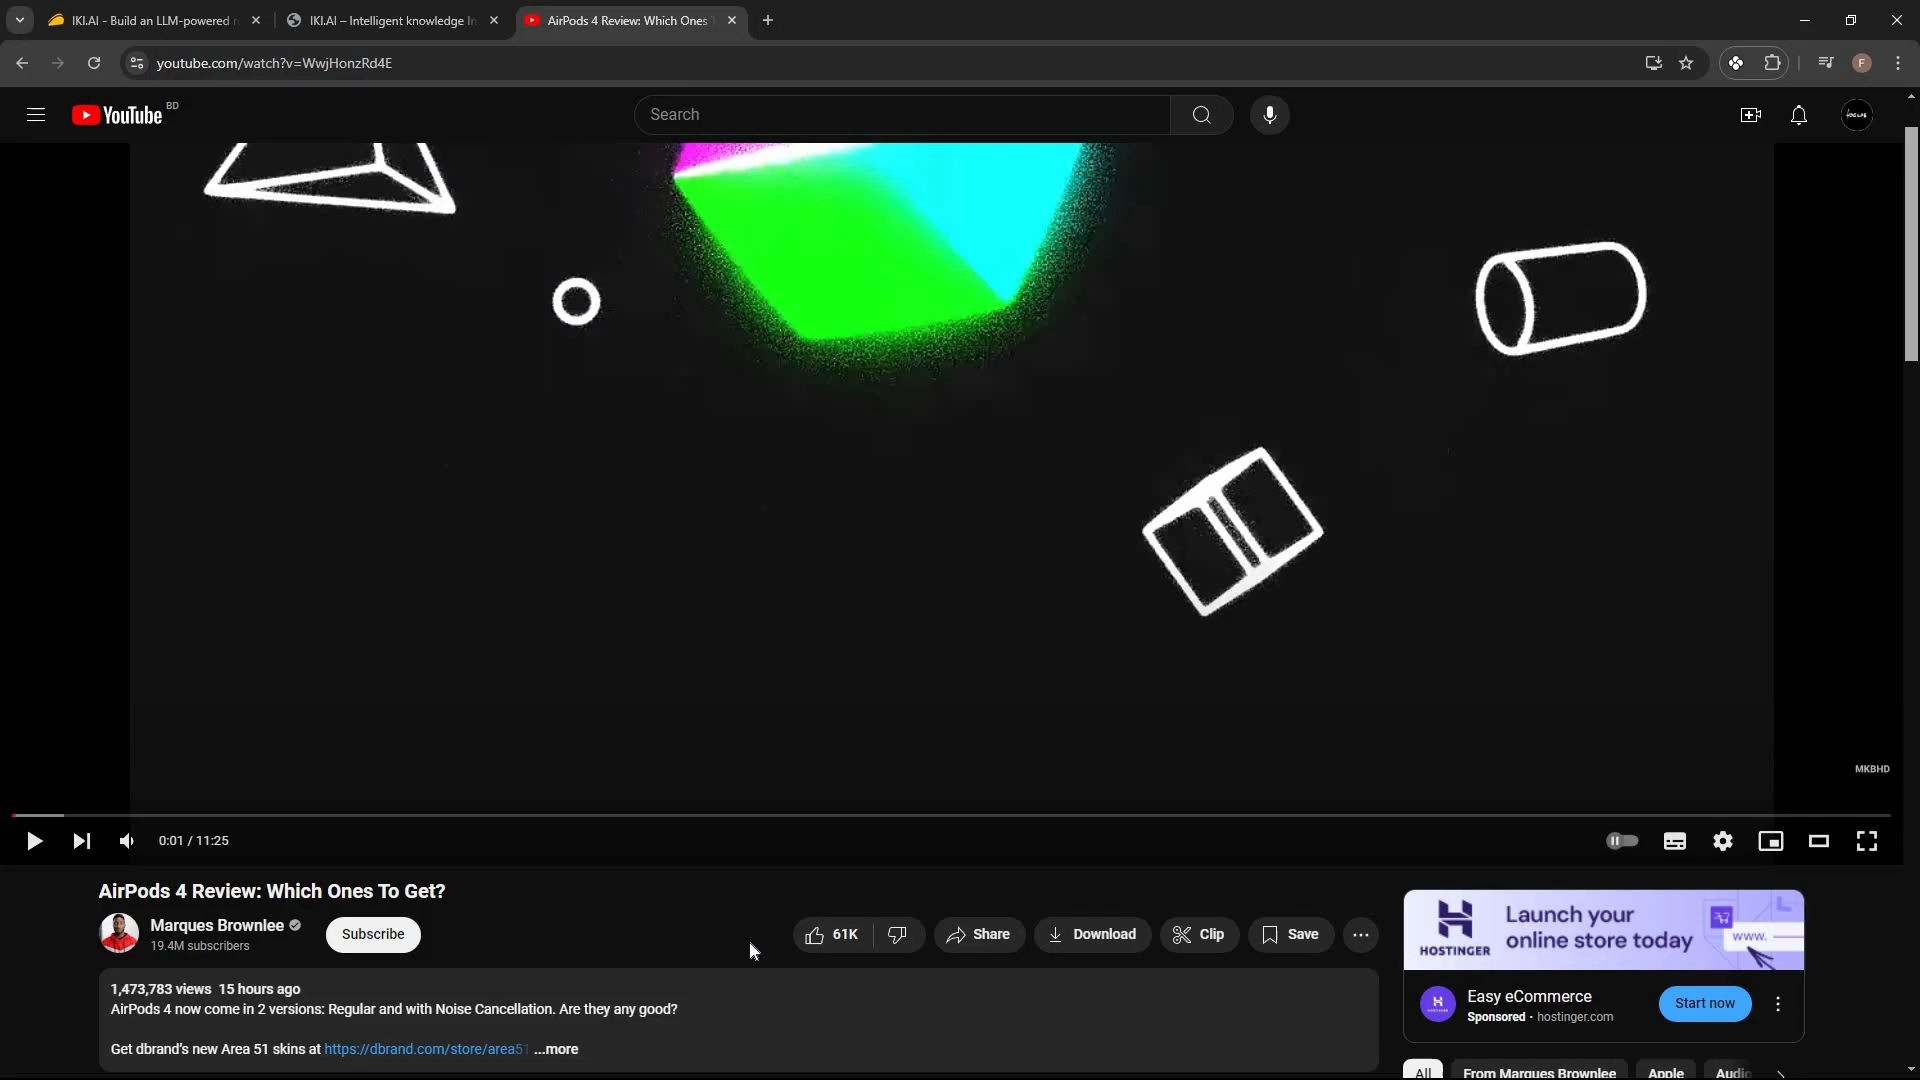 IKI.AI - Build an LLM-powered
IKI.AI – Intelligent knowledge
AirPods 4 Review: Which Ones
youtube.com/watch?v=WwjHonzRd4E
F
YouTube BD
Search
MKBHD
0:01 / 11:25
AirPods 4 Review: Which Ones To Get?
Marques Brownlee
19.4M subscribers
Subscribe
61K
Share
Download
Clip
Save
1,473,783 views 15 hours ago
AirPods 4 now come in 2 versions: Regular and with Noise Cancellation. Are they any good?
Get dbrand's new Area 51 skins at https://dbrand.com/store/area51 ...more
HOSTINGER
Launch your
online store today
www.
Easy eCommerce
Sponsored · hostinger.com
Start now
All
From Marques Brownlee
Apple